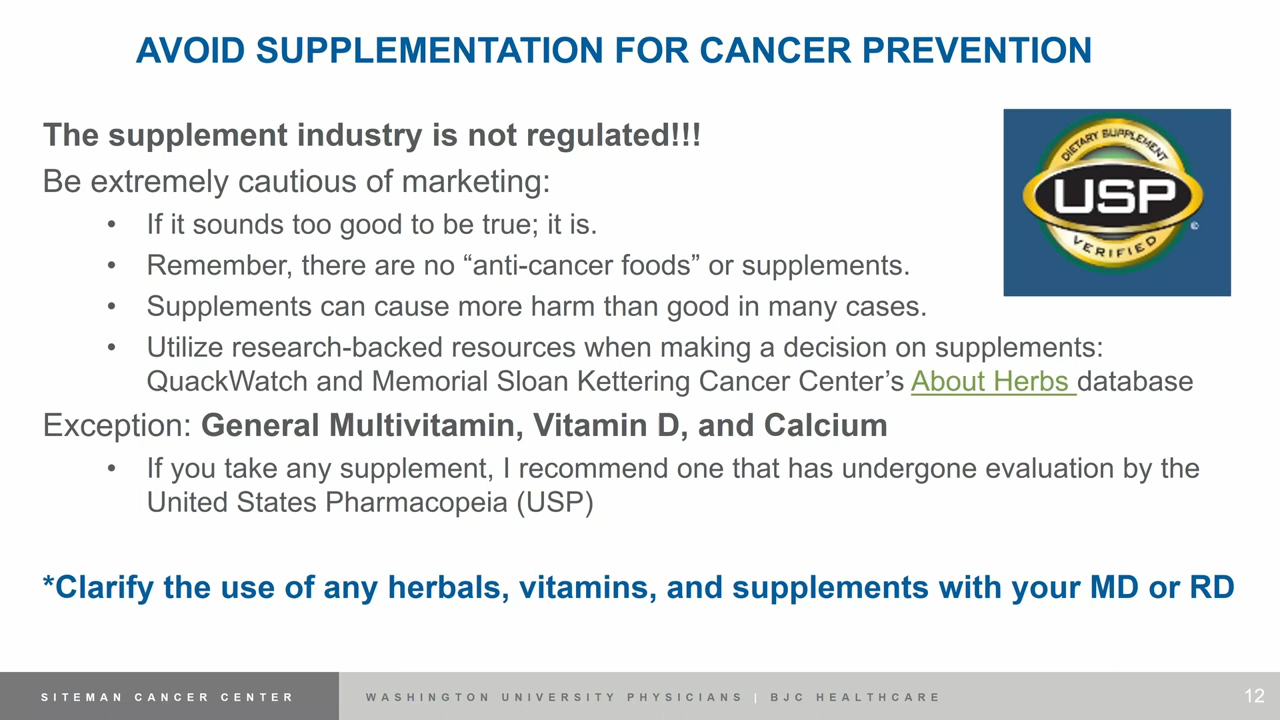 AVOID SUPPLEMENTATION FOR CANCER PREVENTION
The supplement industry is not regulated!!!
Be extremely cautious of marketing:
• If it sounds too good to be true; it is.
• Remember, there are no “anti-cancer foods” or supplements.
• Supplements can cause more harm than good in many cases.
• Utilize research-backed resources when making a decision on supplements:
QuackWatch and Memorial Sloan Kettering Cancer Center’s About Herbs database
Exception: General Multivitamin, Vitamin D, and Calcium
• If you take any supplement, I recommend one that has undergone evaluation by the
United States Pharmacopeia (USP)
*Clarify the use of any herbals, vitamins, and supplements with your MD or RD
DIETARY SUPPLEMENT
USP
VERIFIED
©
SITEMAN CANCER CENTER
WASHINGTON UNIVERSITY PHYSICIANS | BJC HEALTHCARE
12